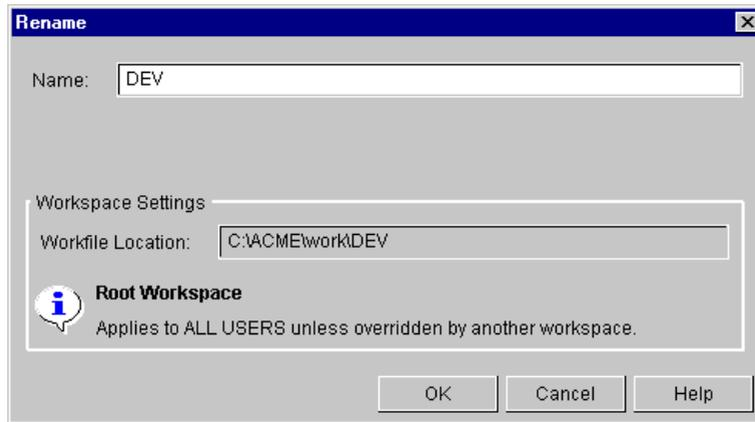 Rename
Name: DEV
Workspace Settings
Workfile Location: C:\ACME\work\DEV
Root Workspace
Applies to ALL USERS unless overridden by another workspace.
OK Cancel Help